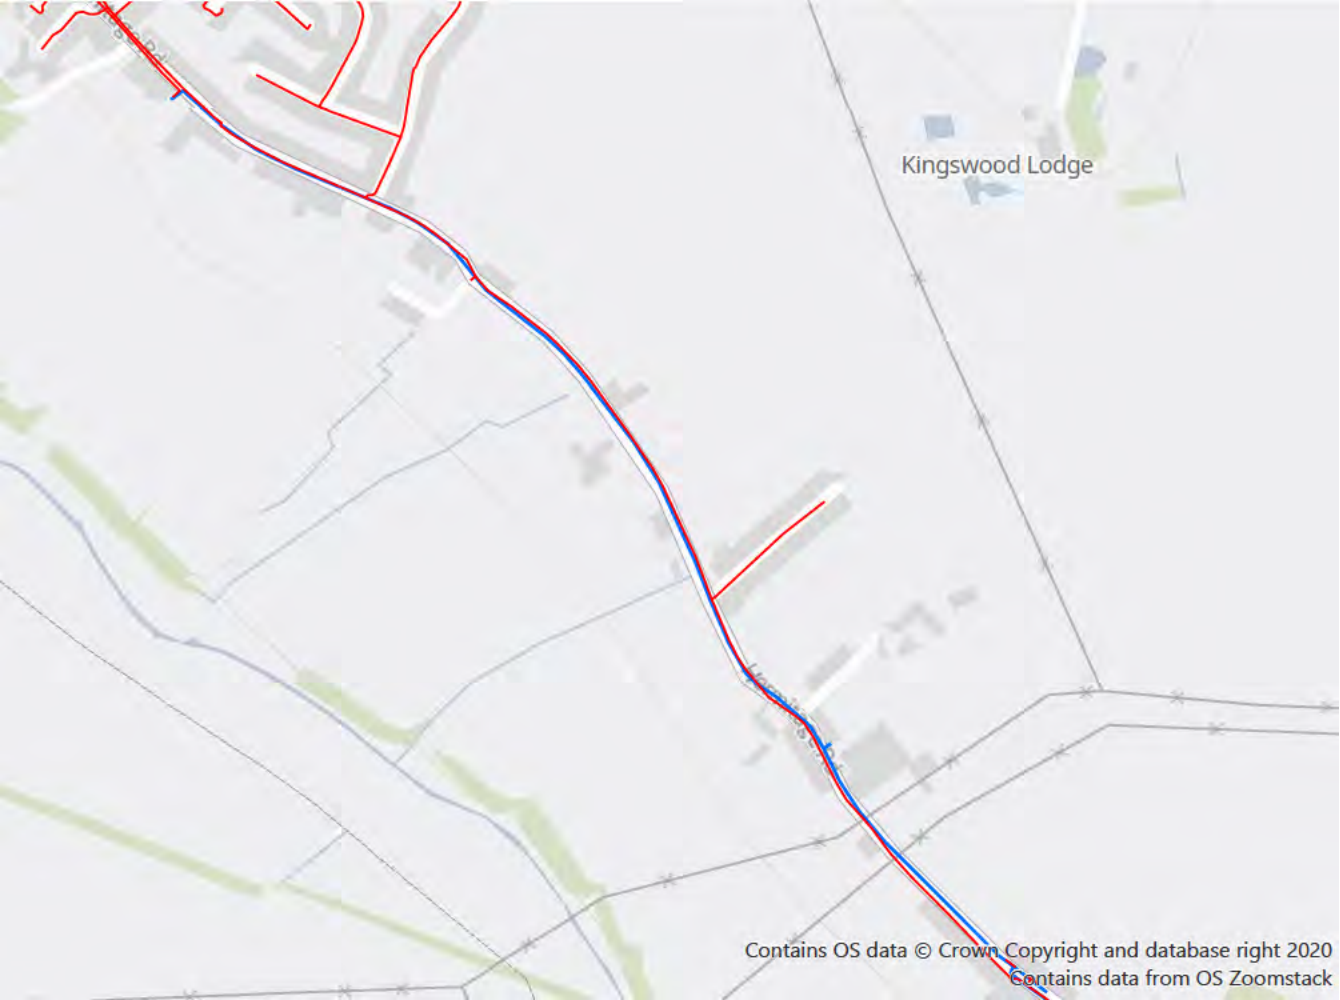 Kingswood Lodge
Contains OS data © Crown Copyright and database right 2020
Contains data from OS Zoomstack